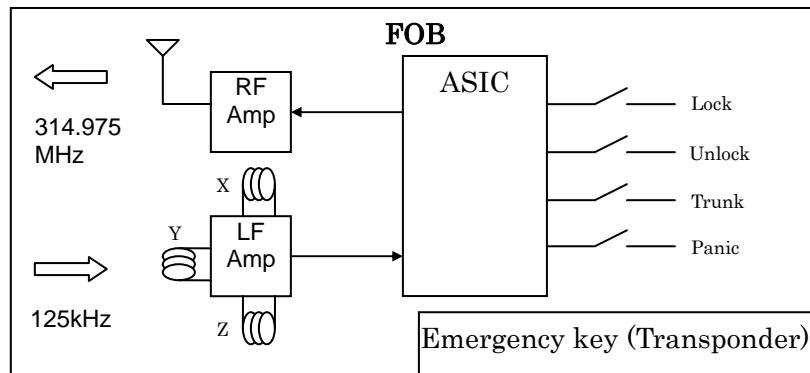 FOB
RF
Amp
ASIC
314.975
MHz
Lock
Unlock
Trunk
Panic
X
Y
LF
Amp
Z
125kHz
Emergency key (Transponder)